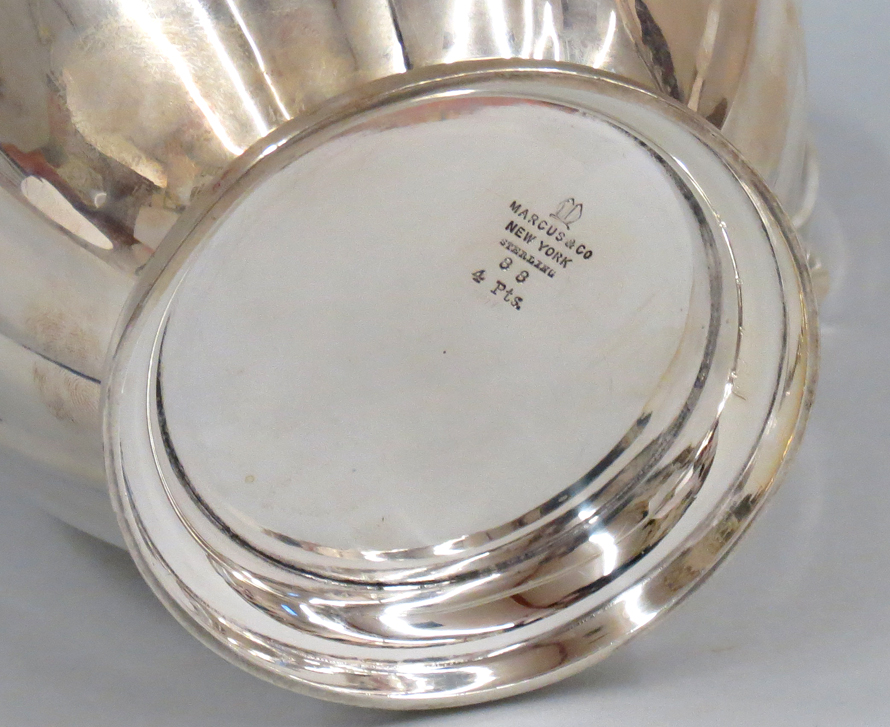 MARCUS & CO
NEW YORK
STERLING
8 8
4 Pts.